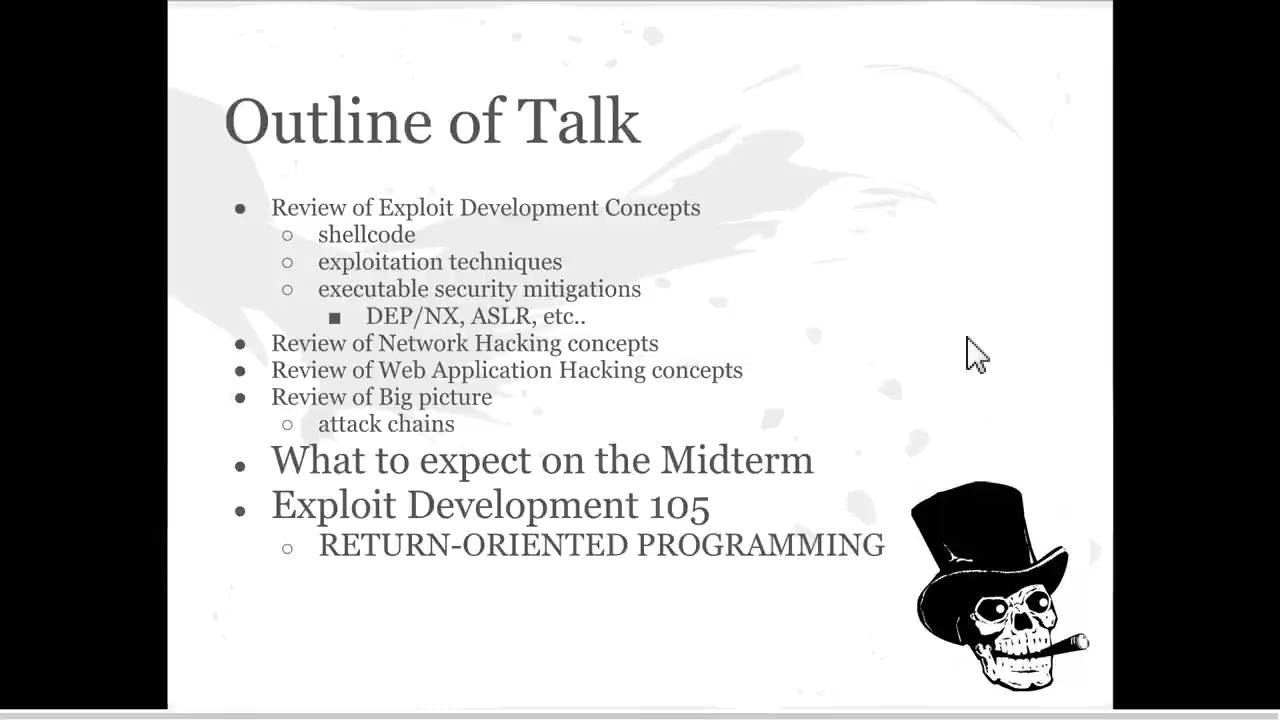 Outline of Talk
● Review of Exploit Development Concepts
○ shellcode
○ exploitation techniques
○ executable security mitigations
■ DEP/NX, ASLR, etc..
● Review of Network Hacking concepts
● Review of Web Application Hacking concepts
● Review of Big picture
○ attack chains
● What to expect on the Midterm
● Exploit Development 105
○ RETURN-ORIENTED PROGRAMMING